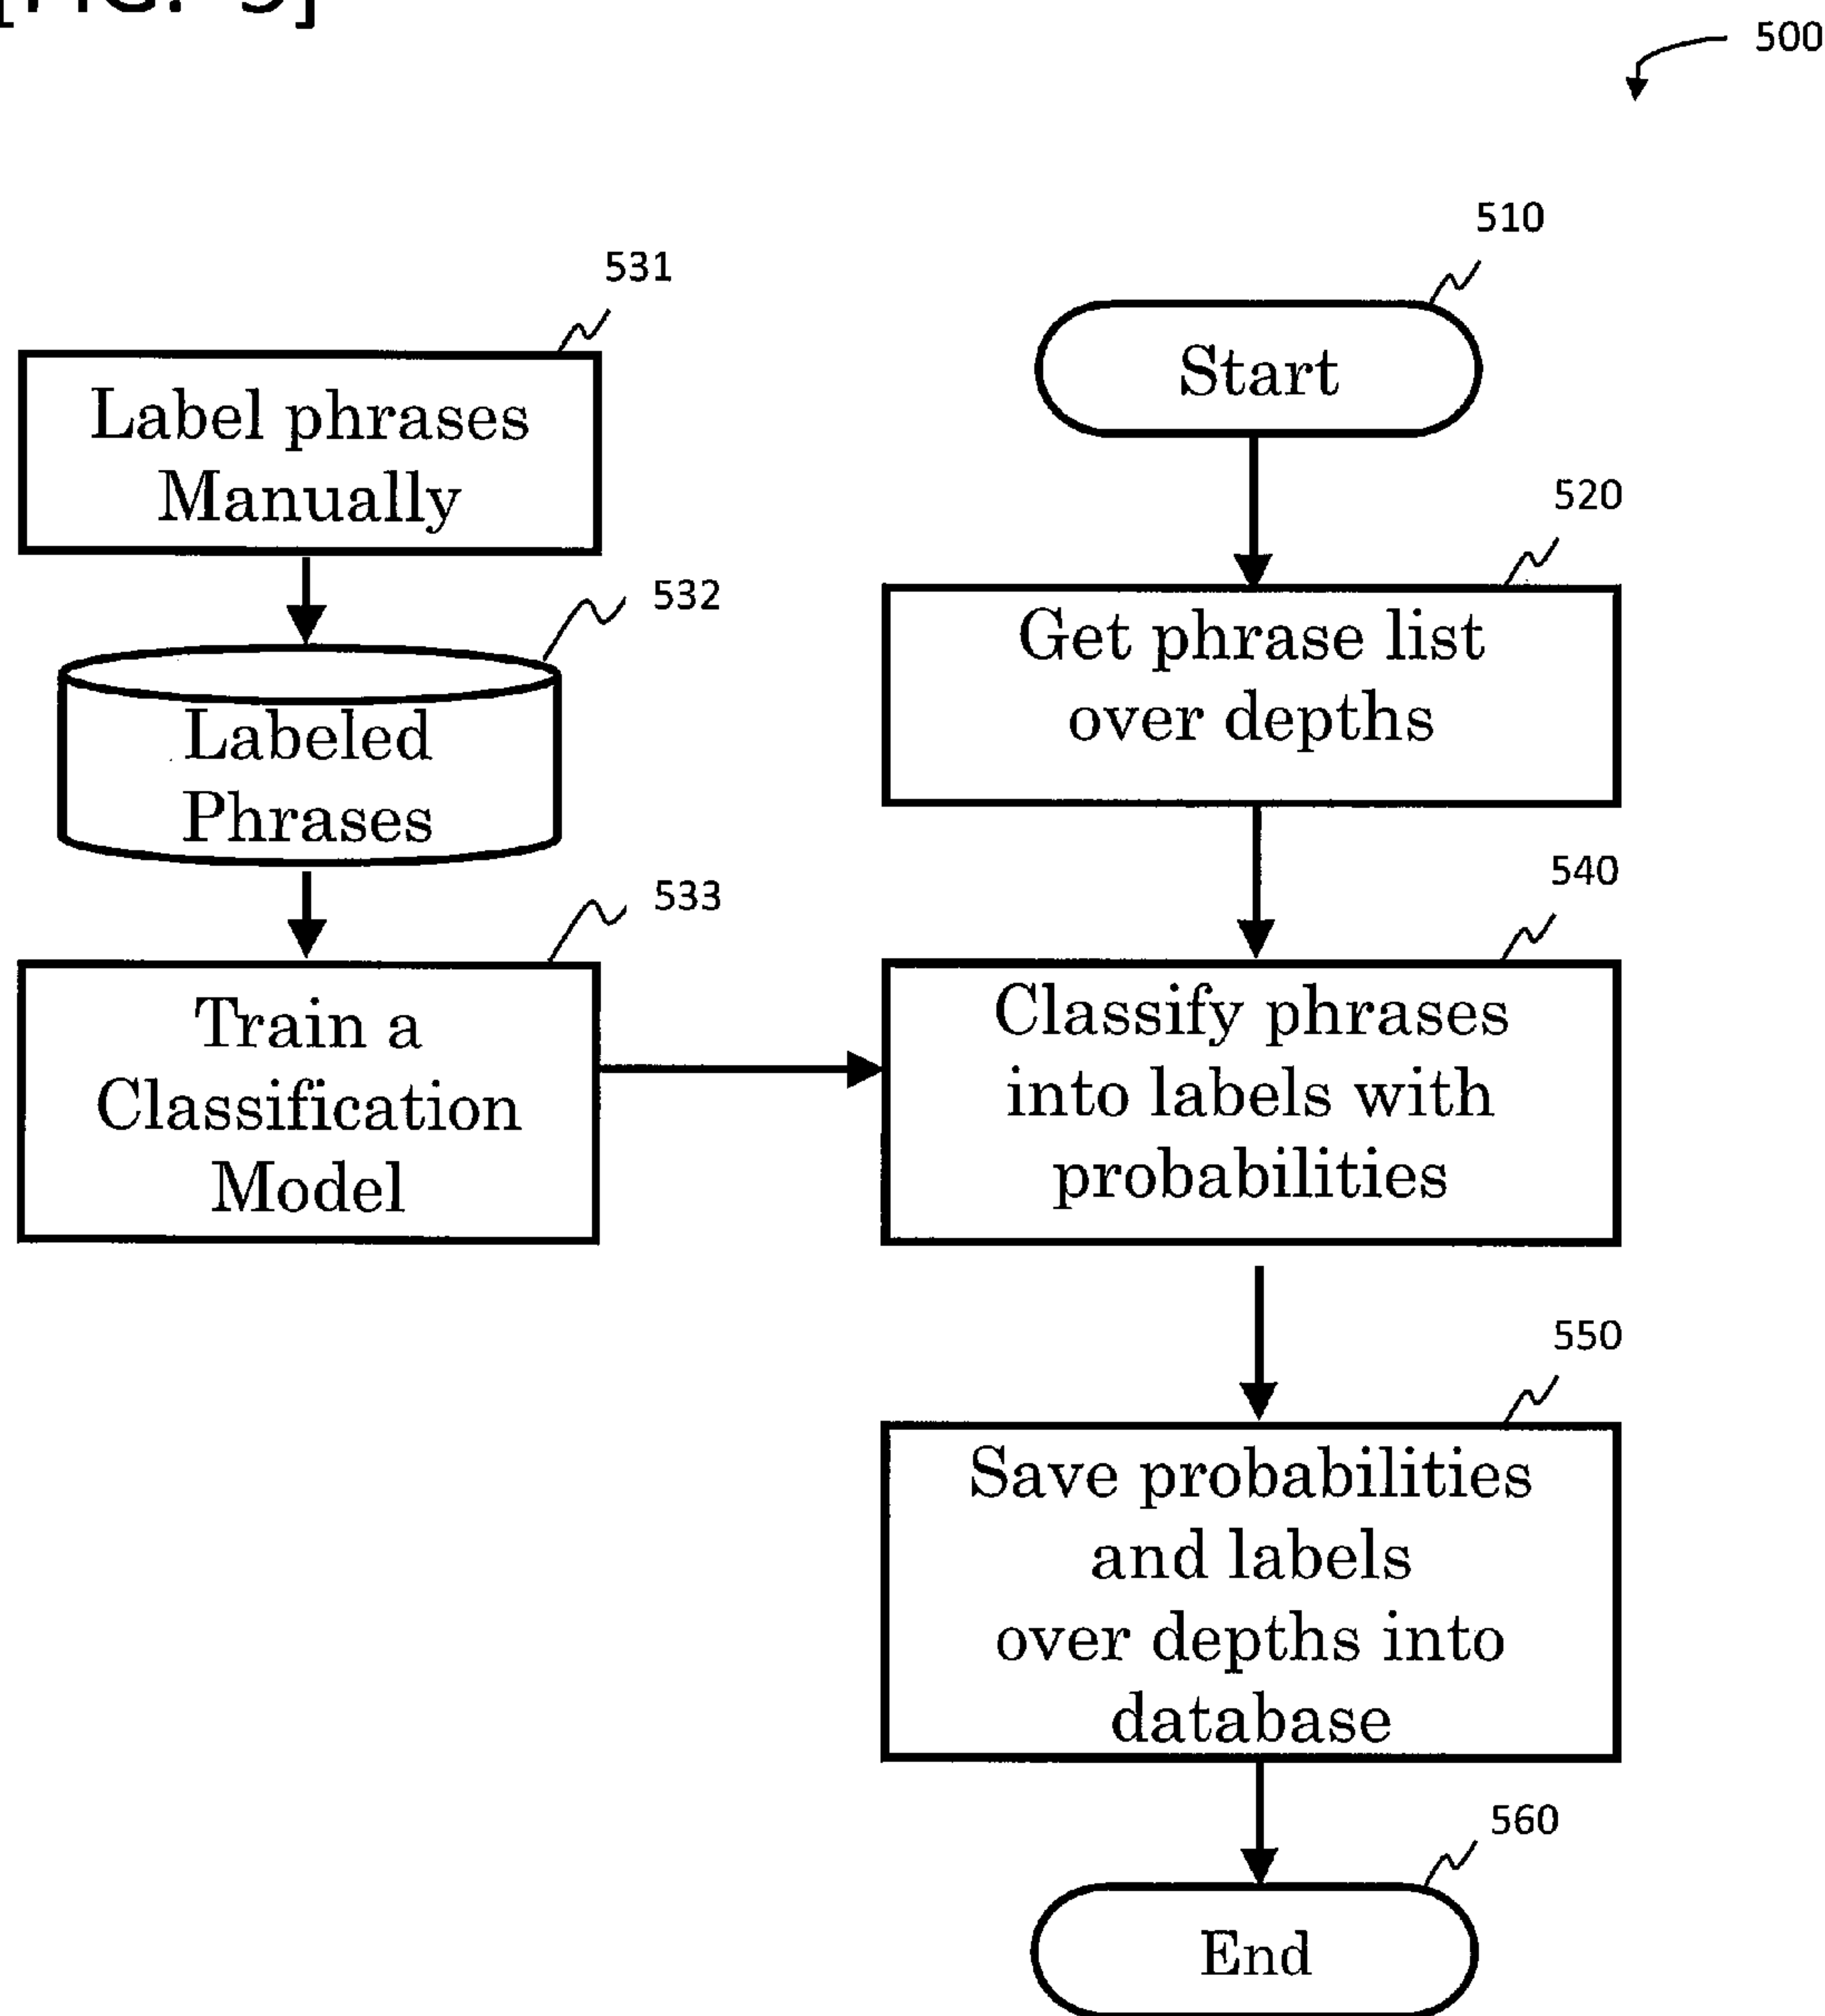 500
510
Start
531
Label phrases
Manually
520
Get phrase list
over depths
532
Labeled
Phrases
533
Train a
Classification
Model
540
Classify phrases
into labels with
probabilities
550
Save probabilities
and labels
over depths into
database
560
End